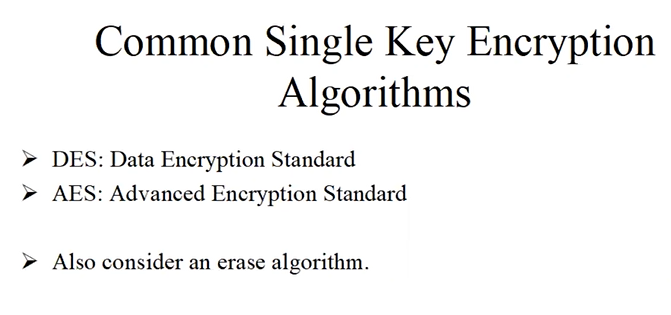 Common Single Key Encryption
Algorithms
DES: Data Encryption Standard
AES: Advanced Encryption Standard
Also consider an erase algorithm.